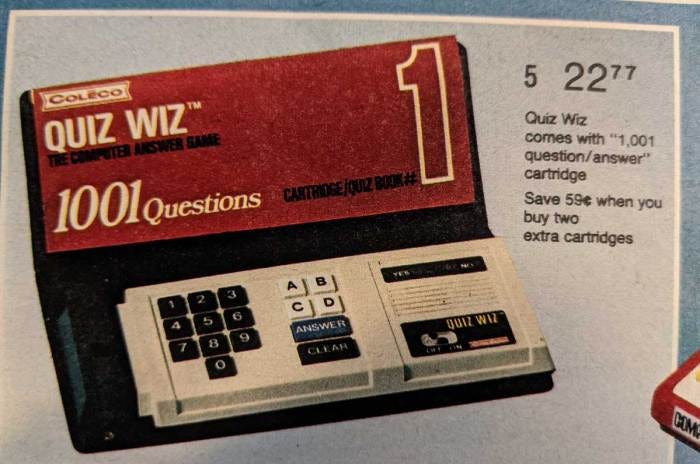 COLECO
QUIZ WIZ™
THE COMPUTER ANSWER GAME
1001 Questions
CARTRIDGE/QUIZ BOOK #
1
5 22⁷⁷
Quiz Wiz
comes with "1,001
question/answer"
cartridge
Save 59¢ when you
buy two
extra cartridges
1 2 3
4 5 6
7 8 9
0
A B
C D
ANSWER
CLEAR
YES NO
QUIZ WIZ
OFF ON